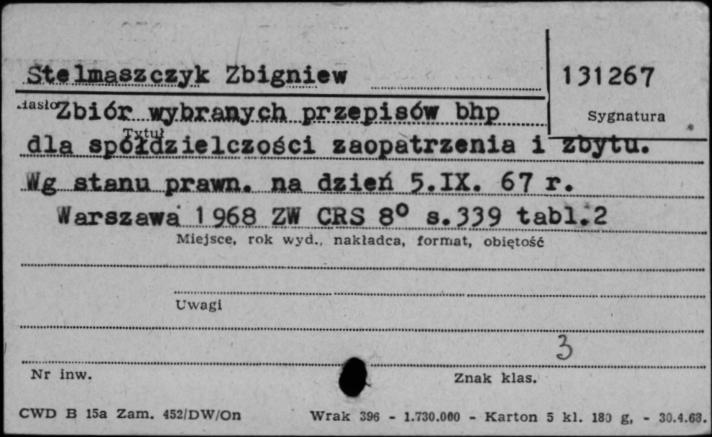 Stelmaszczyk Zbigniew 131267
Hasło Zbiór wybranych przepisów bhp Sygnatura
Tytuł
dla spółdzielczości zaopatrzenia i zbytu.
Wg stanu prawn. na dzień 5.IX. 67 r.
Warszawa 1968 ZW CRS 8° s.339 tabl.2
Miejsce, rok wyd., nakładca, format, obiętość
Uwagi
3
Nr inw. Znak klas.
CWD B 15a Zam. 452/DW/On Wrak 396 - 1.730.000 - Karton 5 kl. 180 g, - 30.4.63.